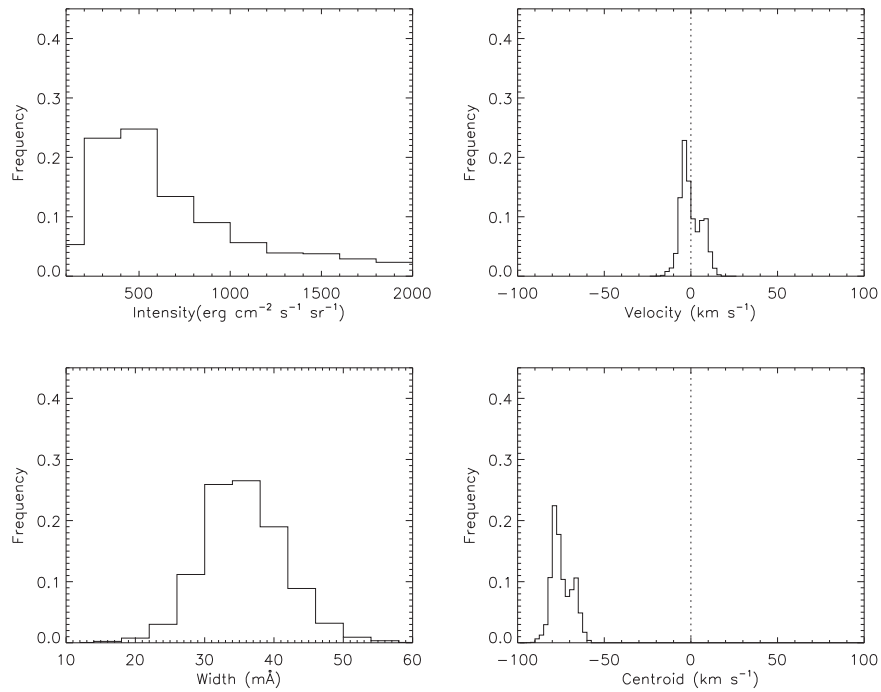 0.4
0.3
0.2
0.1
0.0
Frequency
500 1000 1500 2000
Intensity(erg cm⁻² s⁻¹ sr⁻¹)
0.4
0.3
0.2
0.1
0.0
Frequency
−100 −50 0 50 100
Velocity (km s⁻¹)
0.4
0.3
0.2
0.1
0.0
Frequency
10 20 30 40 50 60
Width (mÅ)
0.4
0.3
0.2
0.1
0.0
Frequency
−100 −50 0 50 100
Centroid (km s⁻¹)